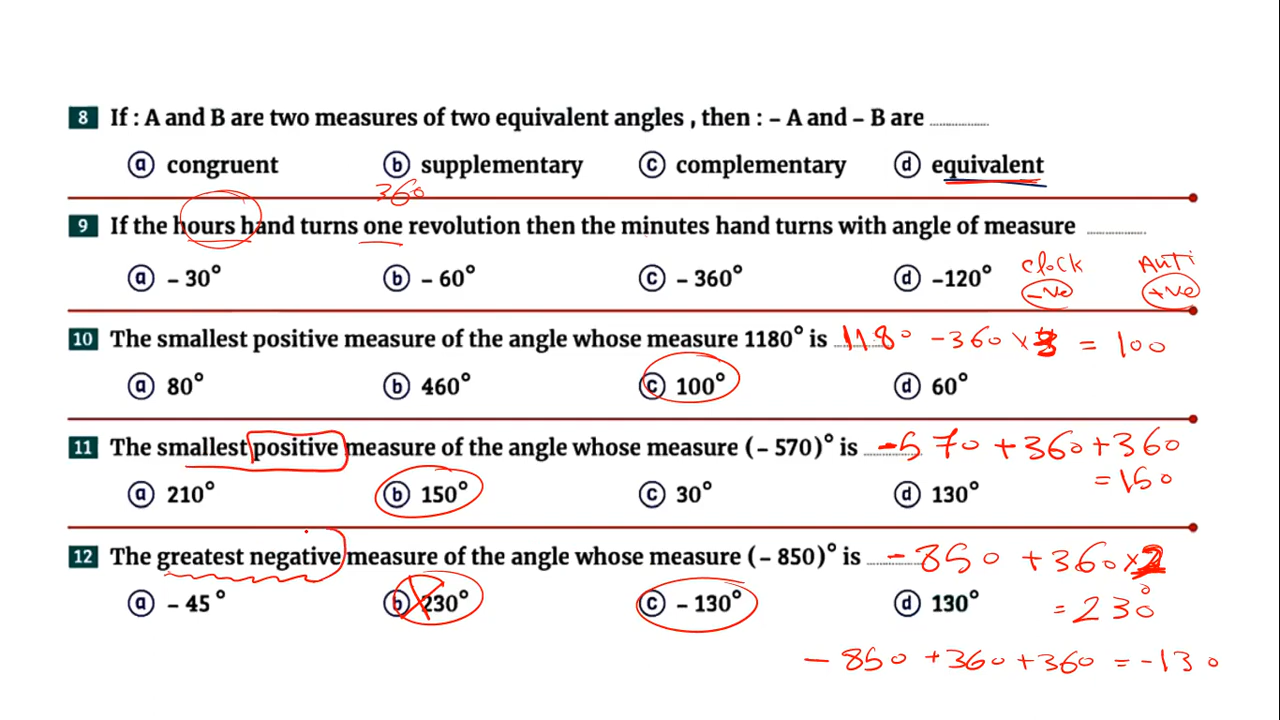 8 If : A and B are two measures of two equivalent angles , then : – A and – B are ..............
a congruent b supplementary c complementary d equivalent
360
9 If the hours hand turns one revolution then the minutes hand turns with angle of measure ..............
a – 30° b – 60° c – 360° d –120°
clock Anti
-ve +ve
10 The smallest positive measure of the angle whose measure 1180° is .............. 1180 -360 × = 100
a 80° b 460° c 100° d 60°
11 The smallest positive measure of the angle whose measure (– 570)° is .............. -570 +360 +360
= 150
a 210° b 150° c 30° d 130°
12 The greatest negative measure of the angle whose measure (– 850)° is .............. -850 +360×
a – 45° b 230° c – 130° d 130°
= 230°
- 850 +360 +360 = -130